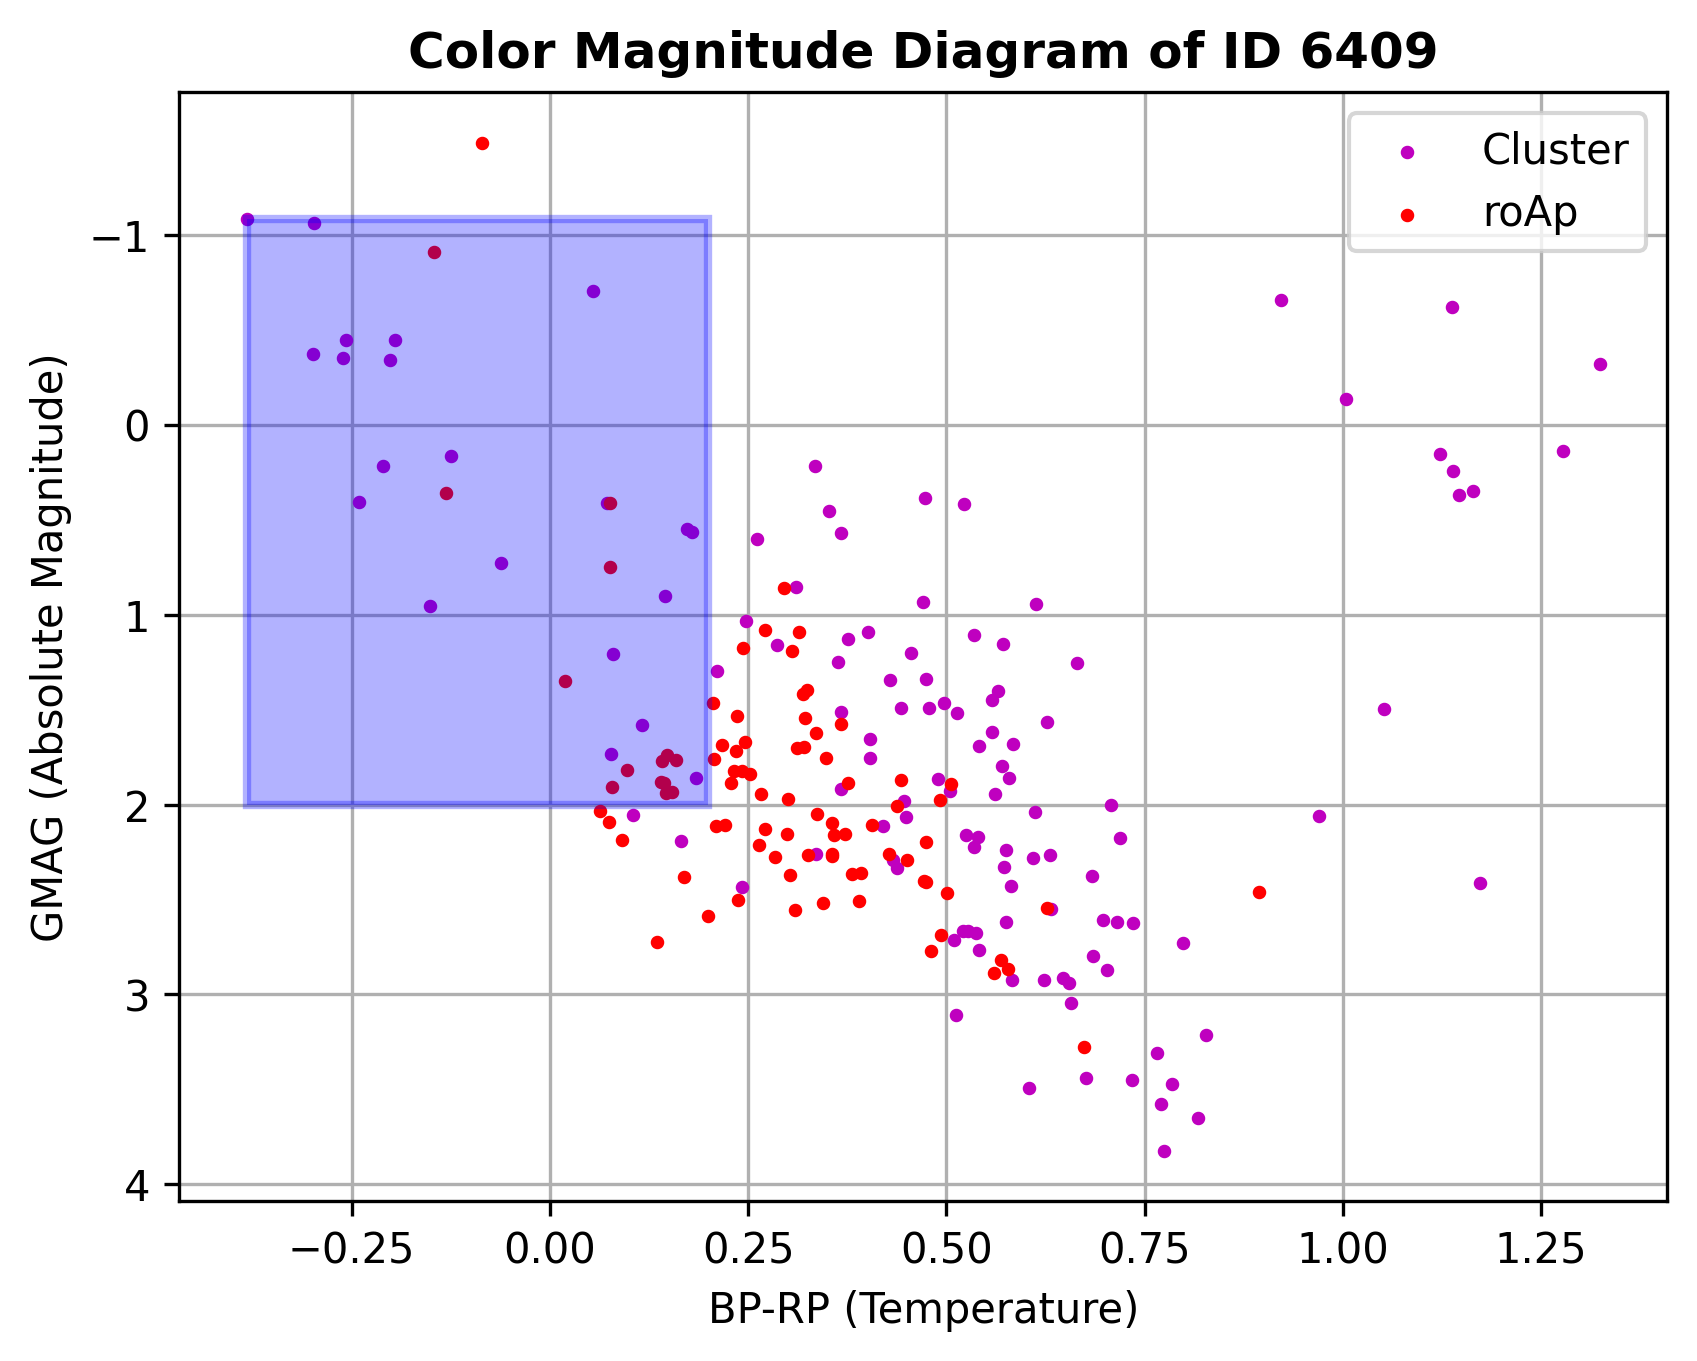 Color Magnitude Diagram of ID 6409
Cluster
roAp
GMAG (Absolute Magnitude)
−1
0
1
2
3
4
−0.25 0.00 0.25 0.50 0.75 1.00 1.25
BP-RP (Temperature)